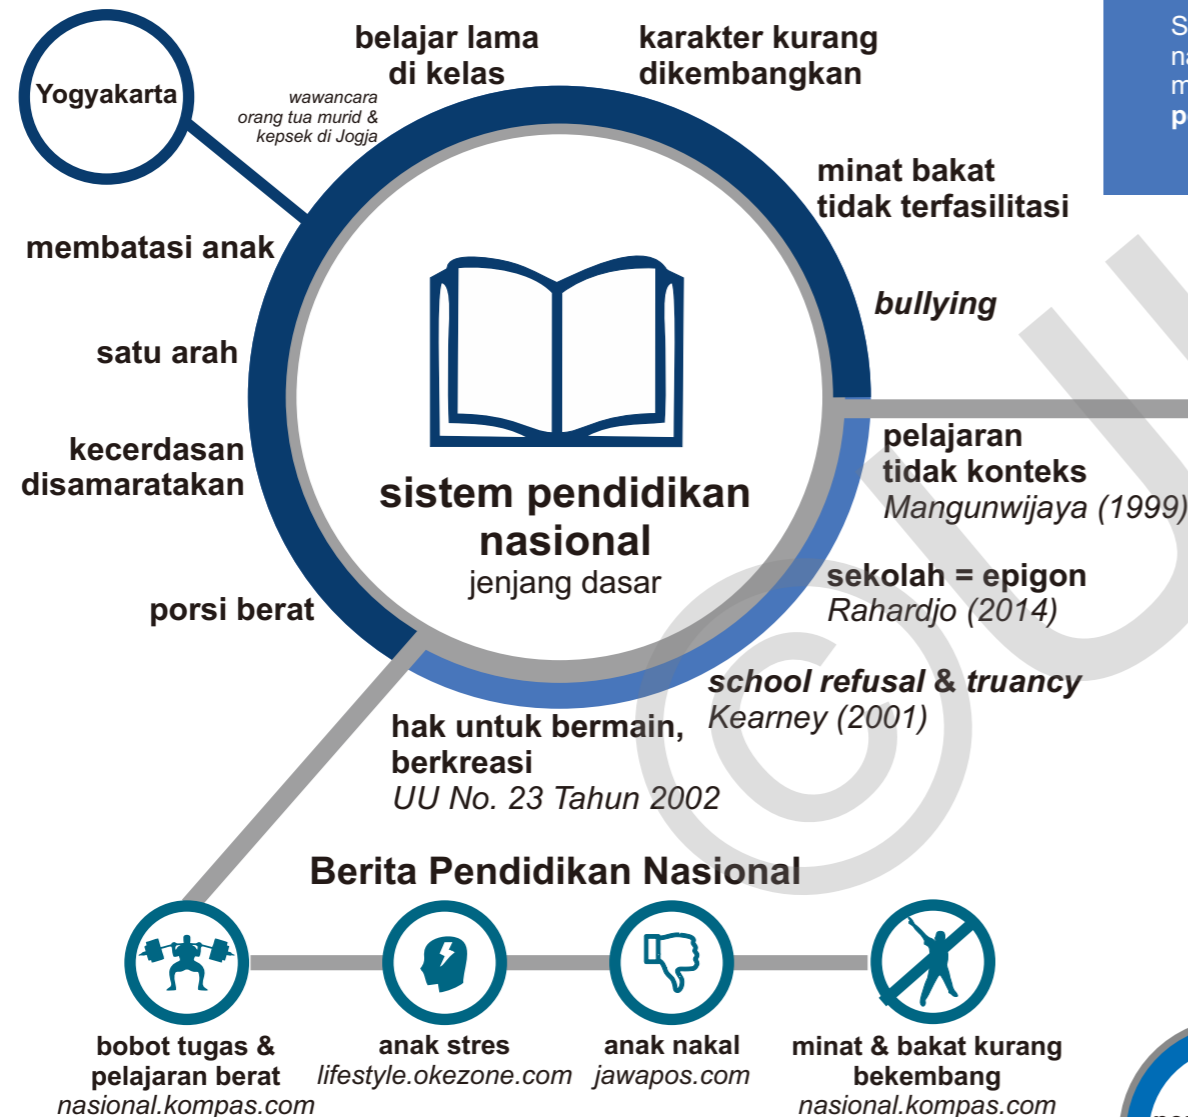 Yogyakarta
belajar lama
di kelas
wawancara
orang tua murid &
kepsek di Jogja
karakter kurang
dikembangkan
minat bakat
tidak terfasilitasi
bullying
membatasi anak
satu arah
kecerdasan
disamaratakan
porsi berat
sistem pendidikan
nasional
jenjang dasar
pelajaran
tidak konteks
Mangunwijaya (1999)
sekolah = epigon
Rahardjo (2014)
school refusal & truancy
Kearney (2001)
hak untuk bermain,
berkreasi
UU No. 23 Tahun 2002
Berita Pendidikan Nasional
bobot tugas &
pelajaran berat
nasional.kompas.com
anak stres
lifestyle.okezone.com
anak nakal
jawapos.com
minat & bakat kurang
bekembang
nasional.kompas.com
©U